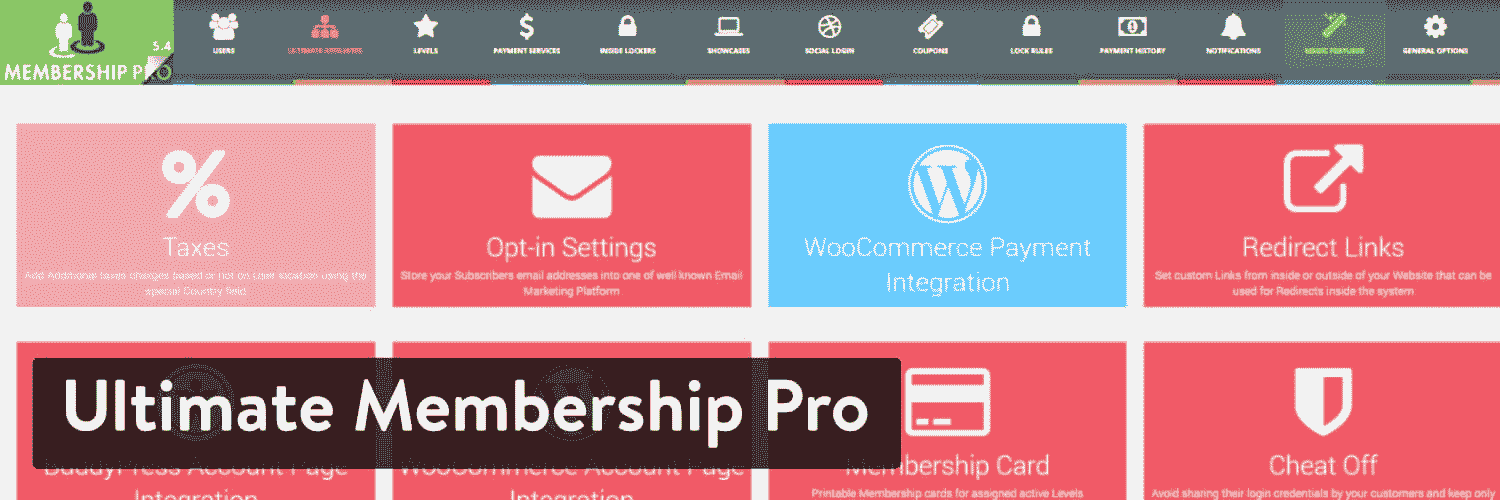 5.4
MEMBERSHIP PRO
USERS
ULTIMATE AFFILIATES
LEVELS
PAYMENT SERVICES
INSIDE LOCKERS
SHOWCASES
SOCIAL LOGIN
COUPONS
LOCK RULES
PAYMENT HISTORY
NOTIFICATIONS
MAGIC FEATURES
GENERAL OPTIONS
Taxes
Add Additional taxes charges based or not on user location using the
special Country field
Opt-in Settings
Store your Subscribers email addresses into one of well known Email
Marketing Platform
WooCommerce Payment
Integration
Redirect Links
Set custom Links from inside or outside of your Website that can be
used for Redirects inside the system
Ultimate Membership Pro
BuddyPress Account Page
Integration
WooCommerce Account Page
Integration
Membership Card
Printable Membership cards for assigned active Levels
Cheat Off
Avoid sharing their login credentials by your customers and keep only